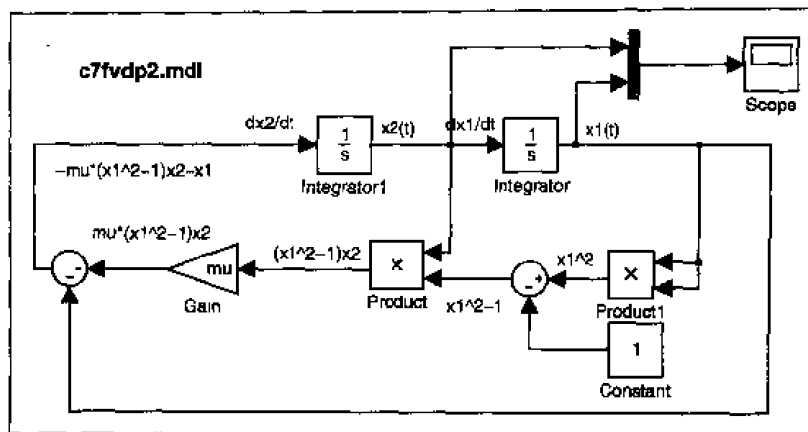 c7fvdp2.mdl
Scope
dx2/dt
1
s
x2(t)
dx1/dt
1
s
x1(t)
Integrator1
Integrator
-mu*(x1^2-1)x2-x1
mu*(x1^2-1)x2
mu
Gain
(x1^2-1)x2
×
Product
x1^2-1
x1^2
×
Product1
1
Constant
- -
- +